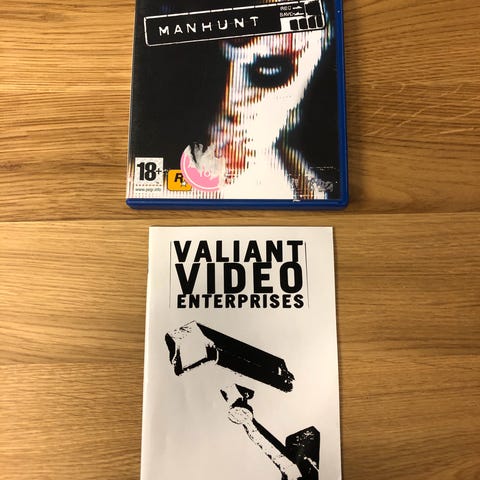 MANHUNT
REC
SAVE
18+
www.pegi.info
R
VALIANT
VIDEO
ENTERPRISES